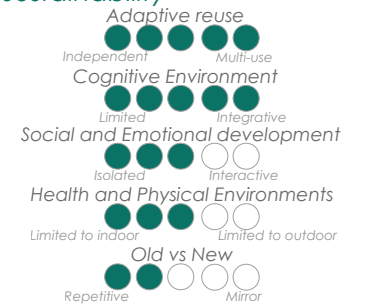 Adaptive reuse
Independent Multi-use
Cognitive Environment
Limited Integrative
Social and Emotional development
Isolated Interactive
Health and Physical Environments
Limited to indoor Limited to outdoor
Old vs New
Repetitive Mirror